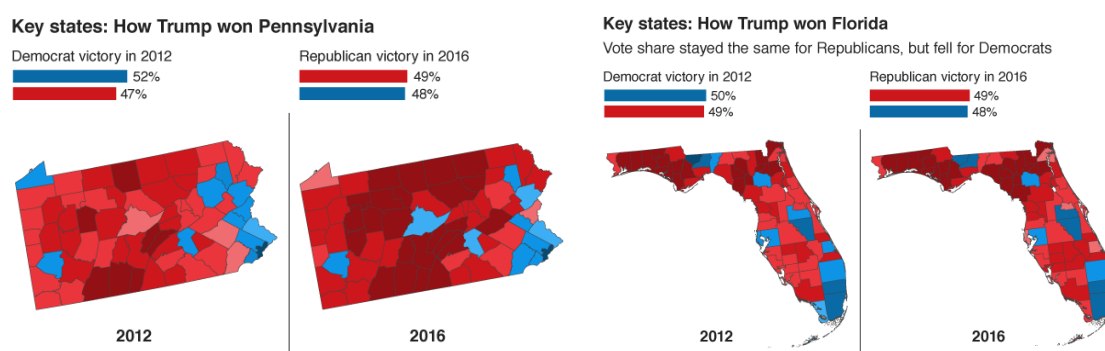 Key states: How Trump won Pennsylvania
Democrat victory in 2012
52%
47%
Republican victory in 2016
49%
48%
2012
2016
Key states: How Trump won Florida
Vote share stayed the same for Republicans, but fell for Democrats
Democrat victory in 2012
50%
49%
Republican victory in 2016
49%
48%
2012
2016